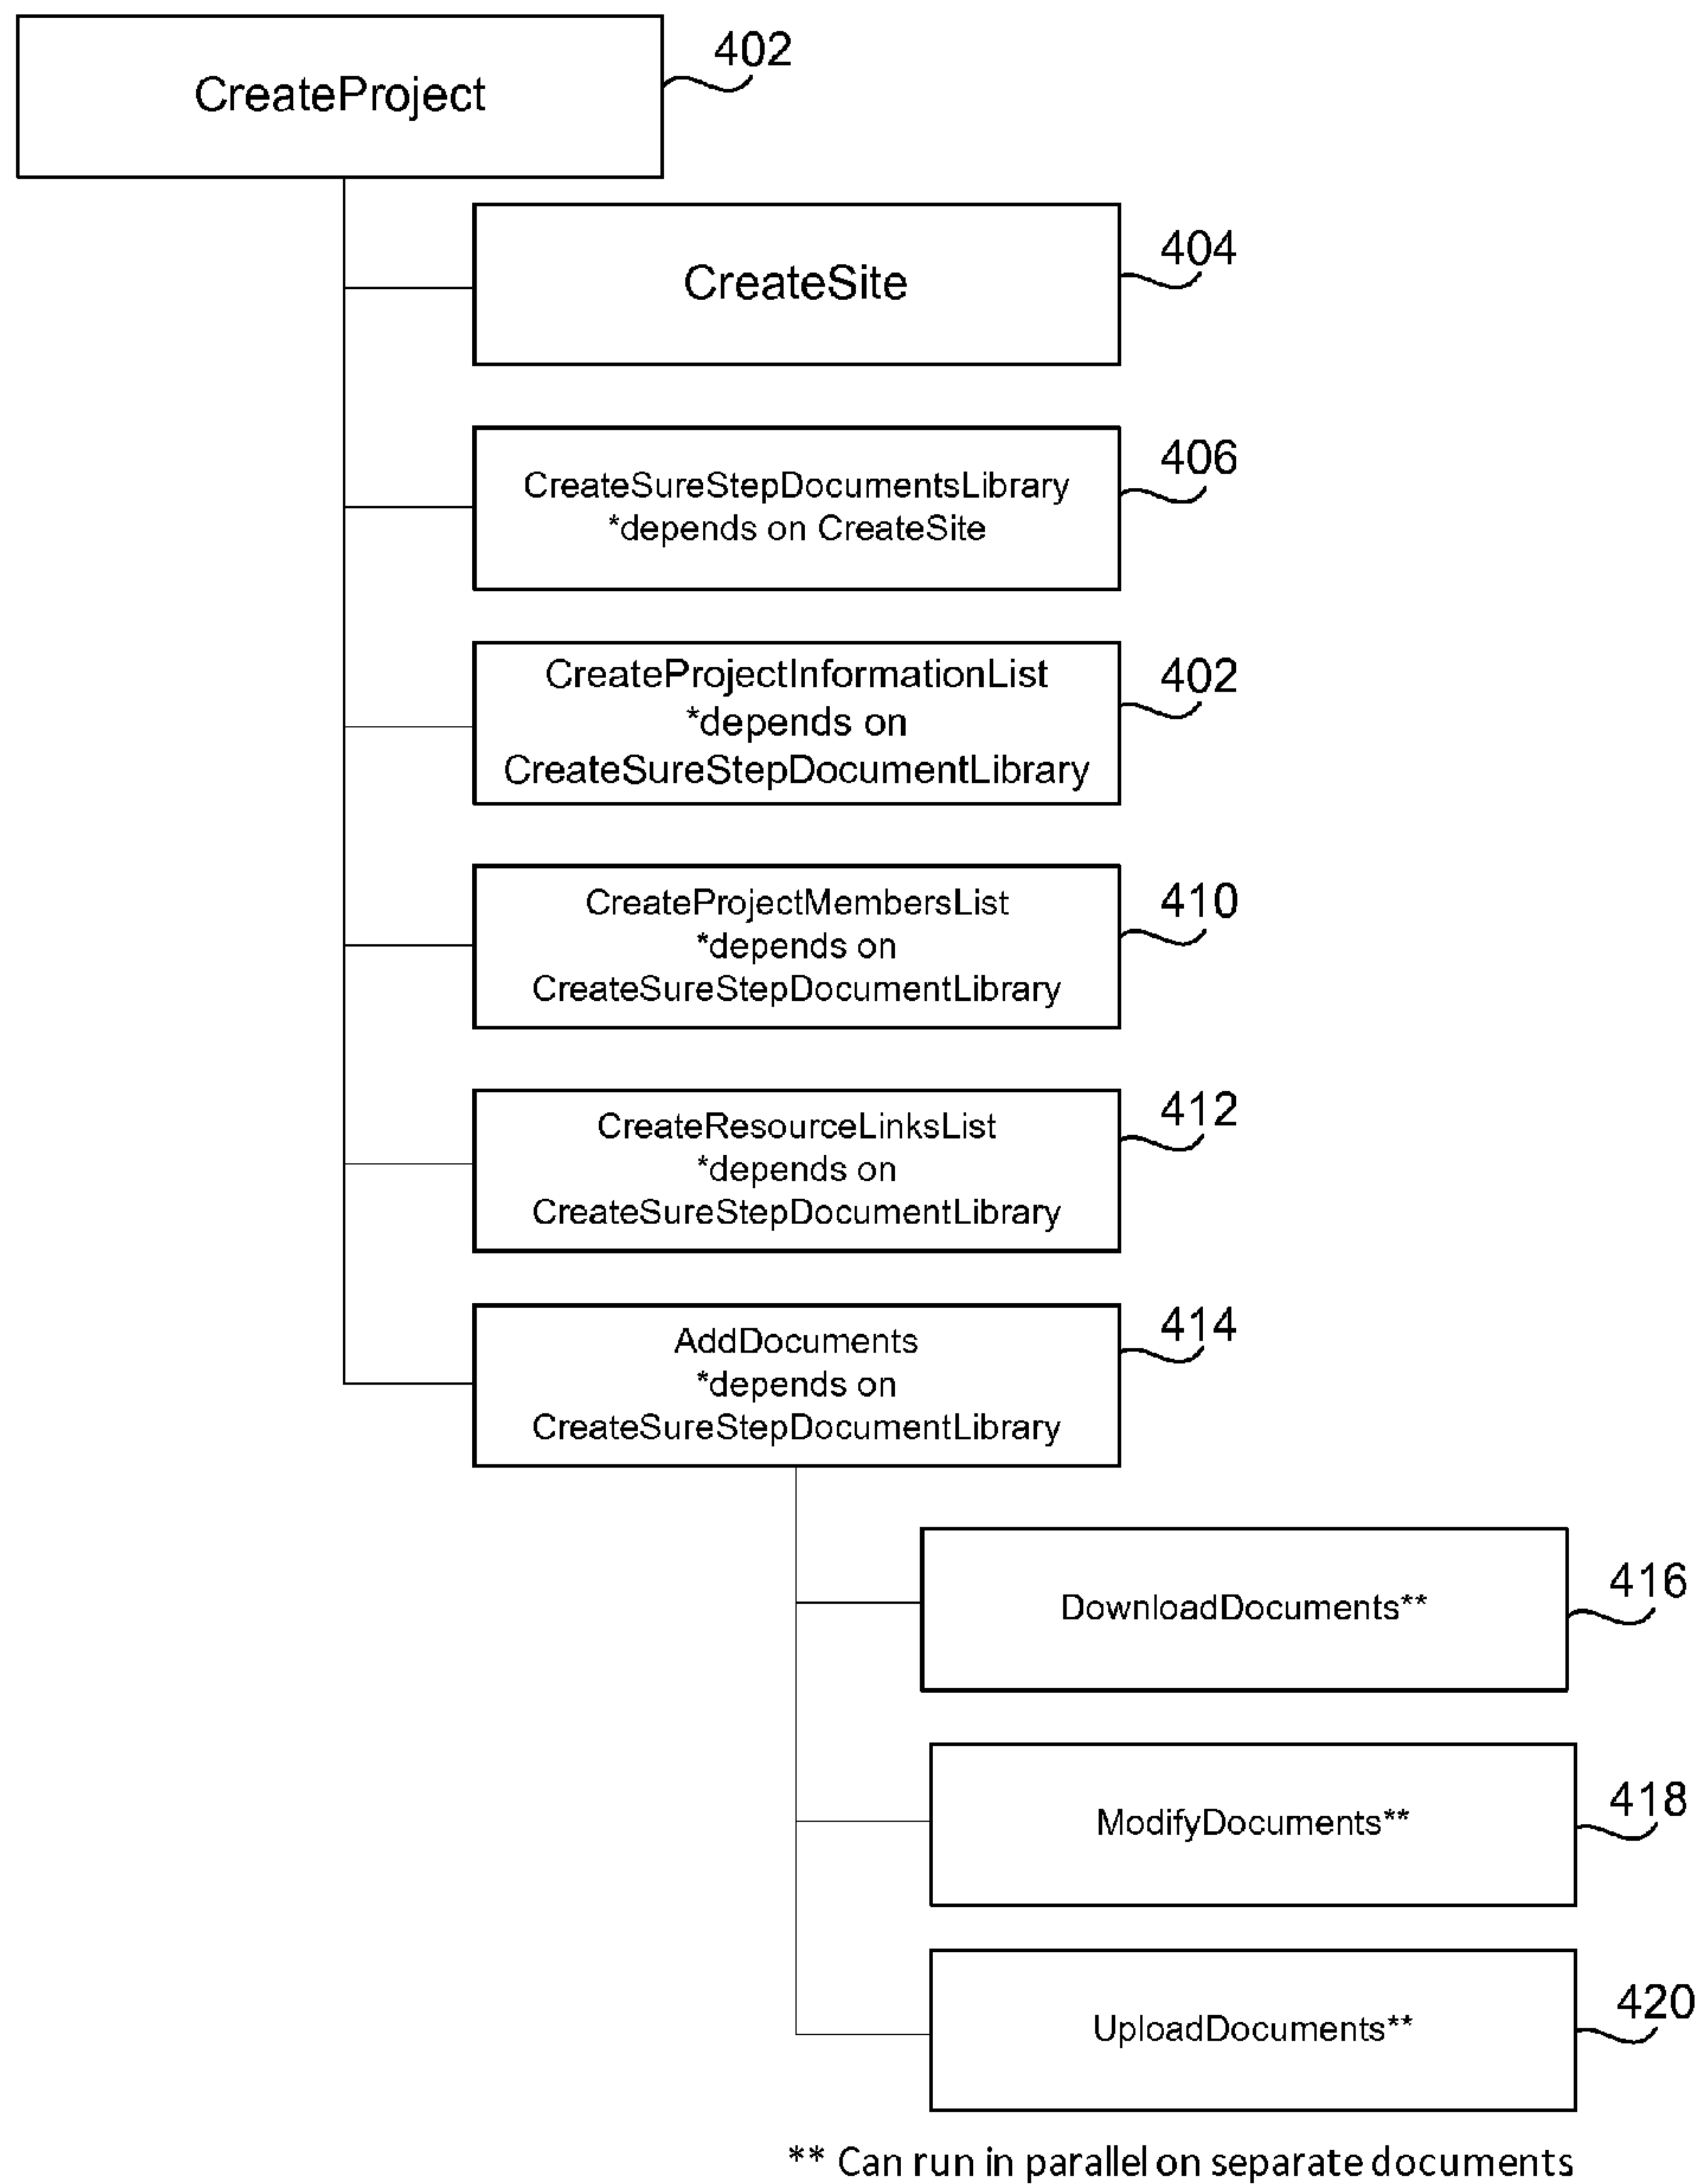 CreateProject
402
CreateSite
404
CreateSureStepDocumentsLibrary
*depends on CreateSite
406
CreateProjectInformationList
*depends on
CreateSureStepDocumentLibrary
402
CreateProjectMembersList
*depends on
CreateSureStepDocumentLibrary
410
CreateResourceLinksList
*depends on
CreateSureStepDocumentLibrary
412
AddDocuments
*depends on
CreateSureStepDocumentLibrary
414
DownloadDocuments**
416
ModifyDocuments**
418
UploadDocuments**
420
** Can run in parallel on separate documents